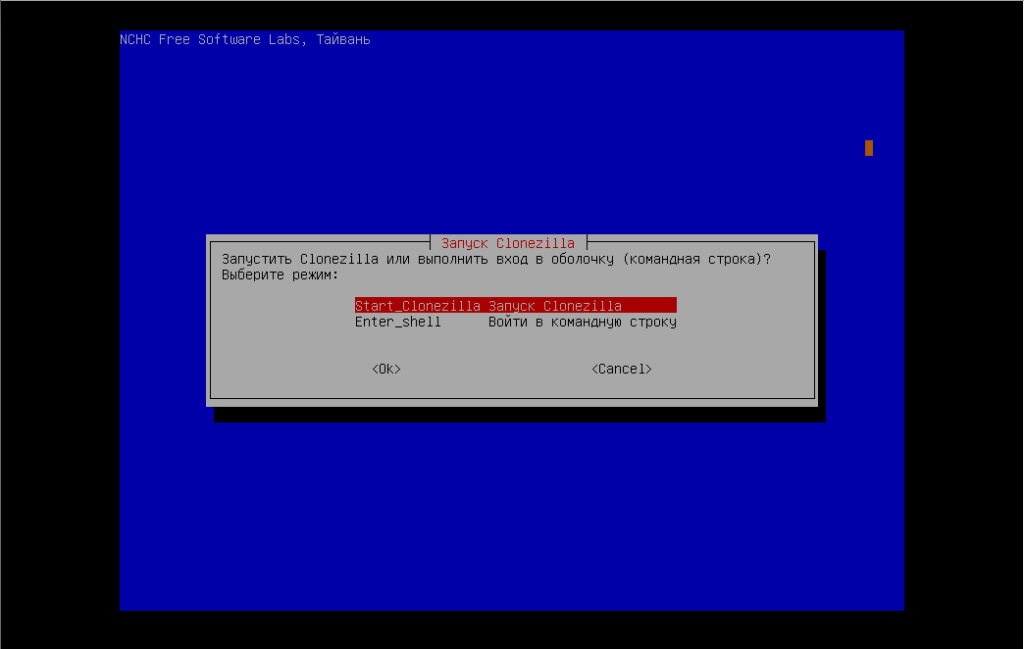 NCHC Free Software Labs, Тайвань
Запуск Clonezilla
Запустить Clonezilla или выполнить вход в оболочку (командная строка)?
Выберите режим:
Start_Clonezilla Запуск Clonezilla
Enter_shell Войти в командную строку
<Ok> <Cancel>